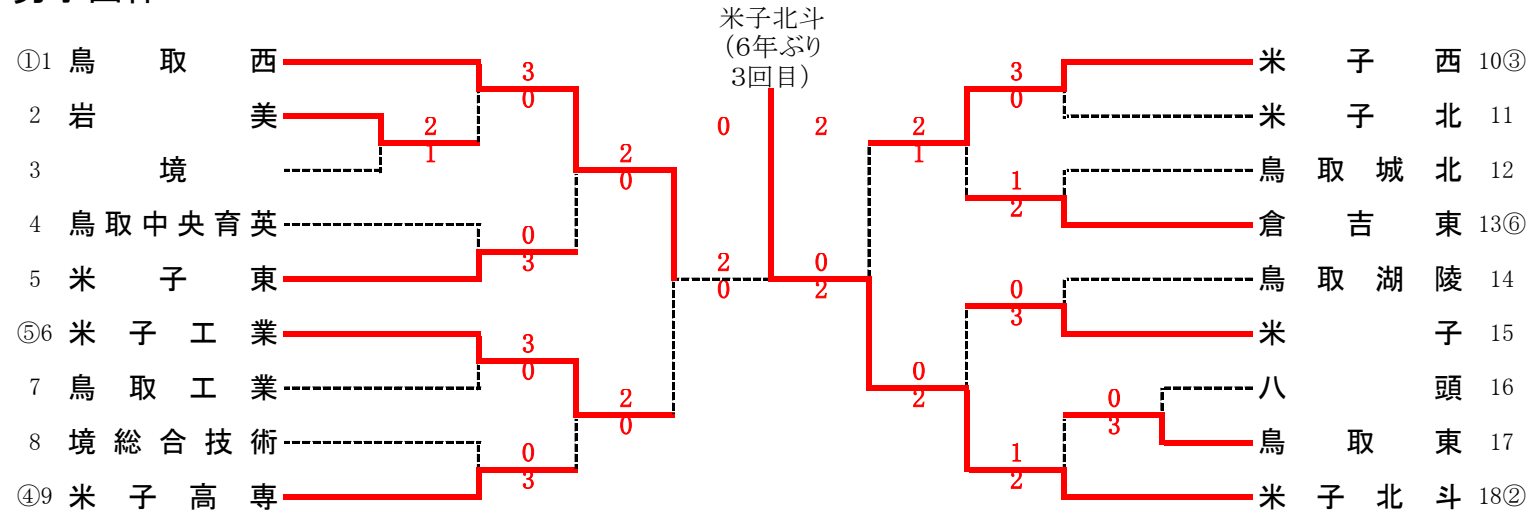 米子北斗
(6年ぶり
3回目)
①1 鳥取西
2 岩美
3 境
4 鳥取中央育英
5 米子東
⑤6 米子工業
7 鳥取工業
8 境総合技術
④9 米子高専
3
0
2
1
0
3
3
0
0
3
2
0
2
0
2
0
0 2
0
2
2
1
0
2
3
0
1
2
0
3
0
3
1
2
米子西 10③
米子北 11
鳥取城北 12
倉吉東 13⑥
鳥取湖陵 14
米子 15
八頭 16
鳥取東 17
米子北斗 18②